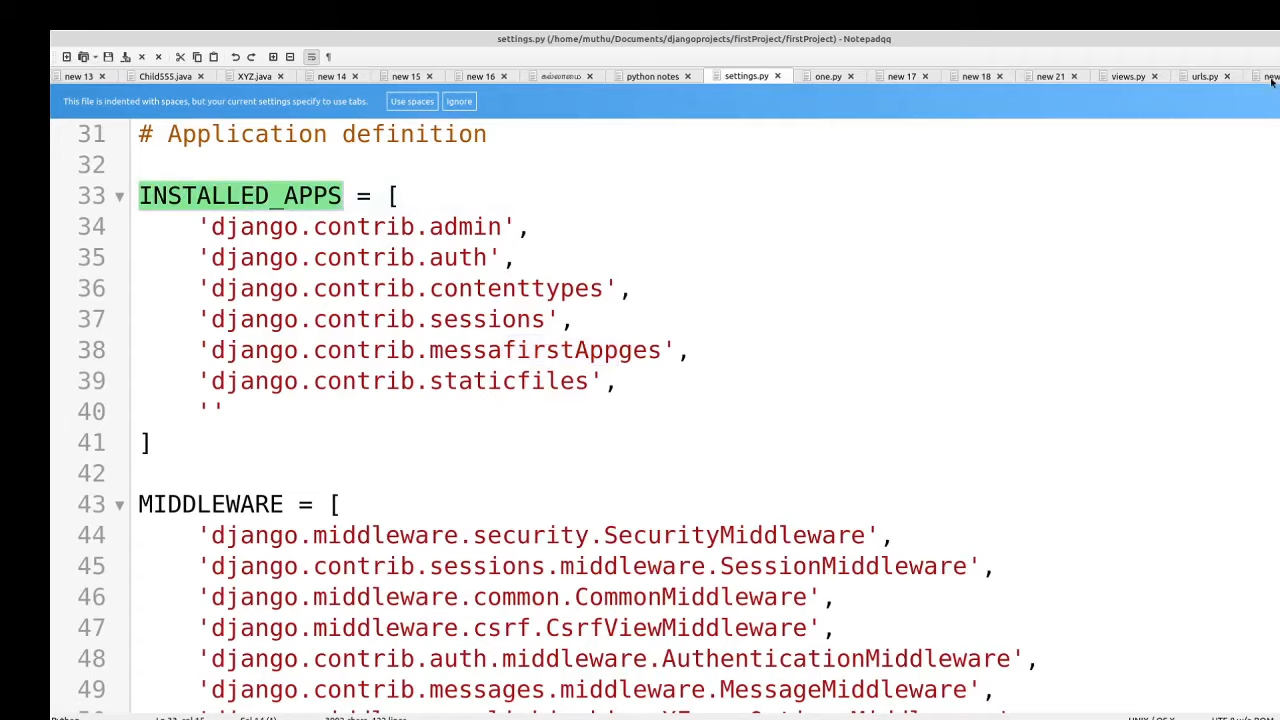 settings.py (/home/muthu/Documents/djangoprojects/firstProject/firstProject) - Notepadqq
new 13 Child555.java XYZ.java new 14 new 15 new 16 கல்லாமை python notes settings.py one.py new 17 new 18 new 21 views.py urls.py new
This file is indented with spaces, but your current settings specify to use tabs. Use spaces Ignore
31 # Application definition
32
33 INSTALLED_APPS = [
34 'django.contrib.admin',
35 'django.contrib.auth',
36 'django.contrib.contenttypes',
37 'django.contrib.sessions',
38 'django.contrib.messafirstAppges',
39 'django.contrib.staticfiles',
40 ''
41 ]
42
43 MIDDLEWARE = [
44 'django.middleware.security.SecurityMiddleware',
45 'django.contrib.sessions.middleware.SessionMiddleware',
46 'django.middleware.common.CommonMiddleware',
47 'django.middleware.csrf.CsrfViewMiddleware',
48 'django.contrib.auth.middleware.AuthenticationMiddleware',
49 'django.contrib.messages.middleware.MessageMiddleware',